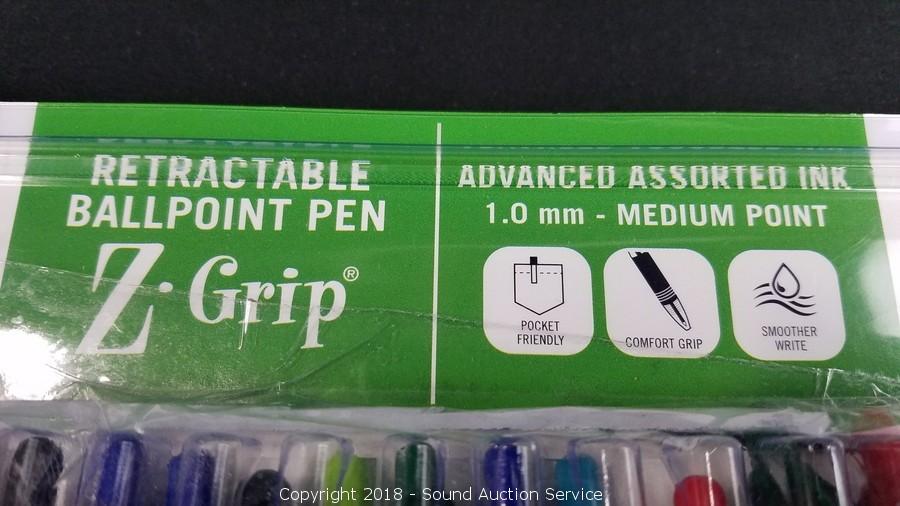 RETRACTABLE
BALLPOINT PEN
Z·Grip®
ADVANCED ASSORTED INK
1.0 mm - MEDIUM POINT
POCKET
FRIENDLY
COMFORT GRIP
SMOOTHER
WRITE
Copyright 2018 - Sound Auction Service